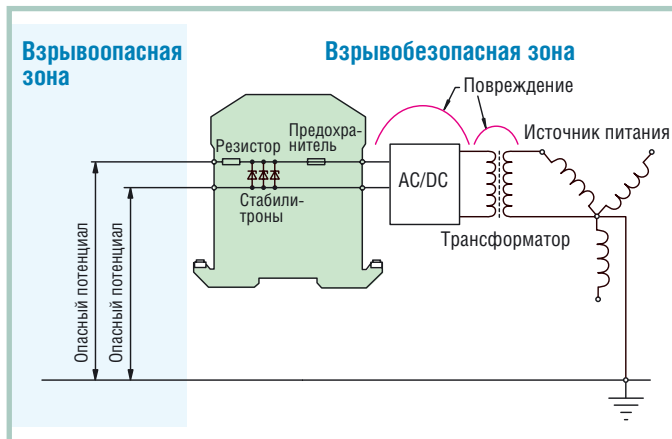 Взрывоопасная
зона
Взрывобезопасная зона
Повреждение
Источник питания
Резистор
Предохра-
нитель
AC/DC
Стабили-
троны
Трансформатор
Опасный потенциал
Опасный потенциал